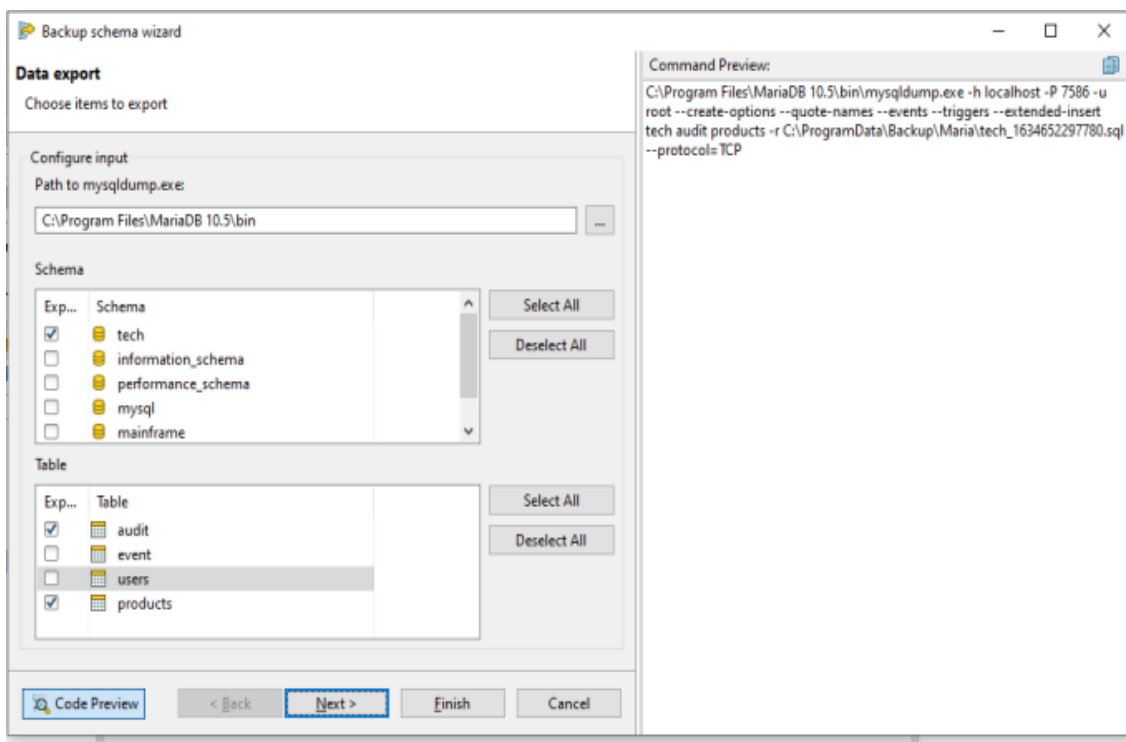 Backup schema wizard
Data export
Choose items to export
Configure input
Path to mysqldump.exe:
C:\Program Files\MariaDB 10.5\bin
...
Schema
Exp... Schema
tech
information_schema
performance_schema
mysql
mainframe
Select All
Deselect All
Table
Exp... Table
audit
event
users
products
Select All
Deselect All
Code Preview
< Back
Next >
Finish
Cancel
Command Preview:
C:\Program Files\MariaDB 10.5\bin\mysqldump.exe -h localhost -P 7586 -u
root --create-options --quote-names --events --triggers --extended-insert
tech audit products -r C:\ProgramData\Backup\Maria\tech_1634652297780.sql
--protocol=TCP